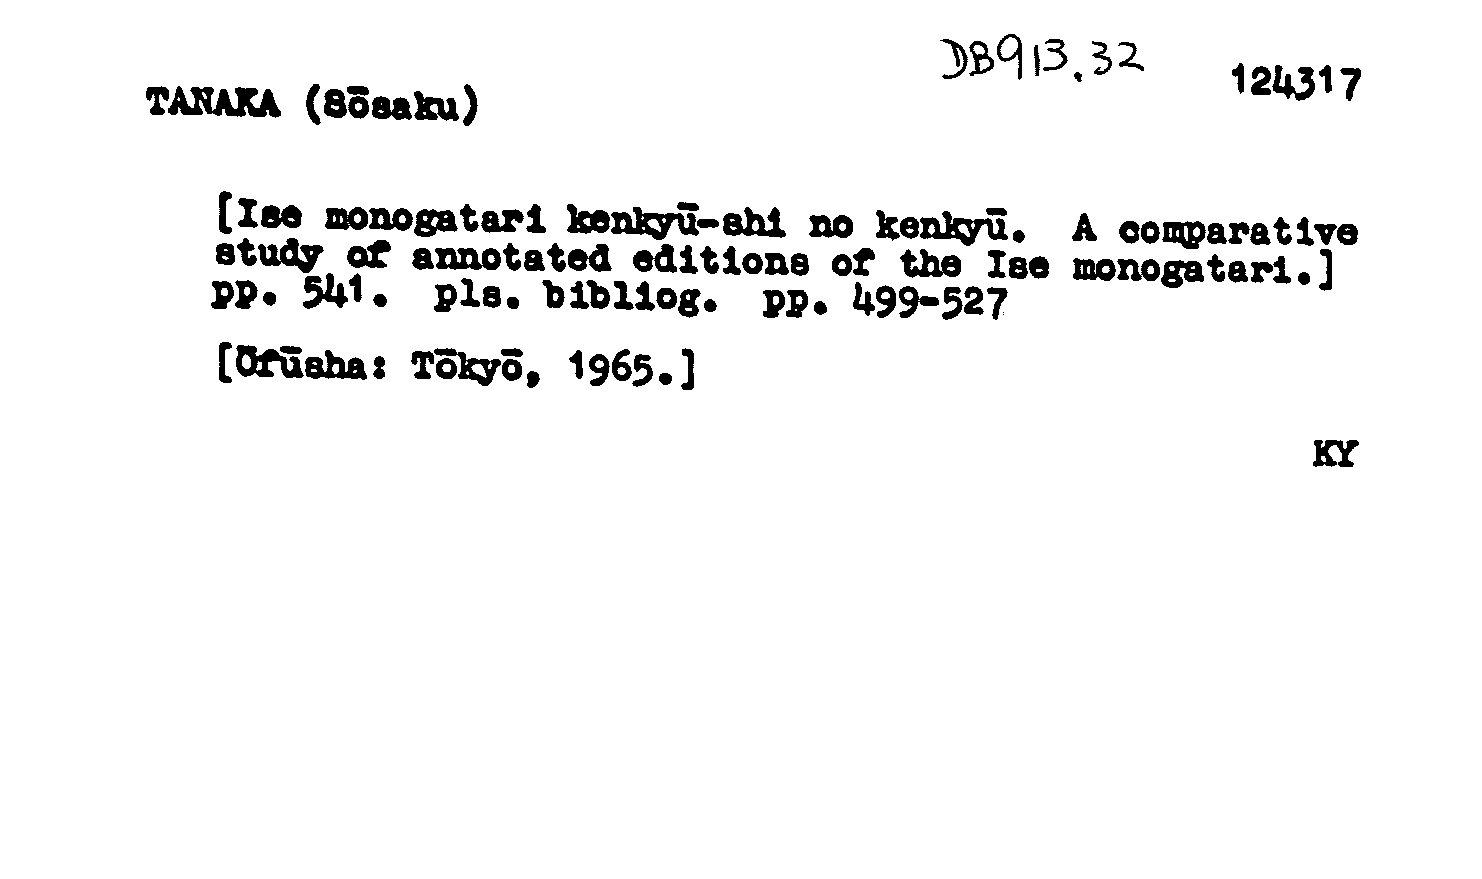 DB913.32 124317
TANAKA (Sōsaku)
[Ise monogatari kenkyū-shi no kenkyū. A comparative
study of annotated editions of the Ise monogatari.]
pp. 541. pls. bibliog. pp. 499-527
[Ōfūsha: Tōkyō, 1965.]
KY